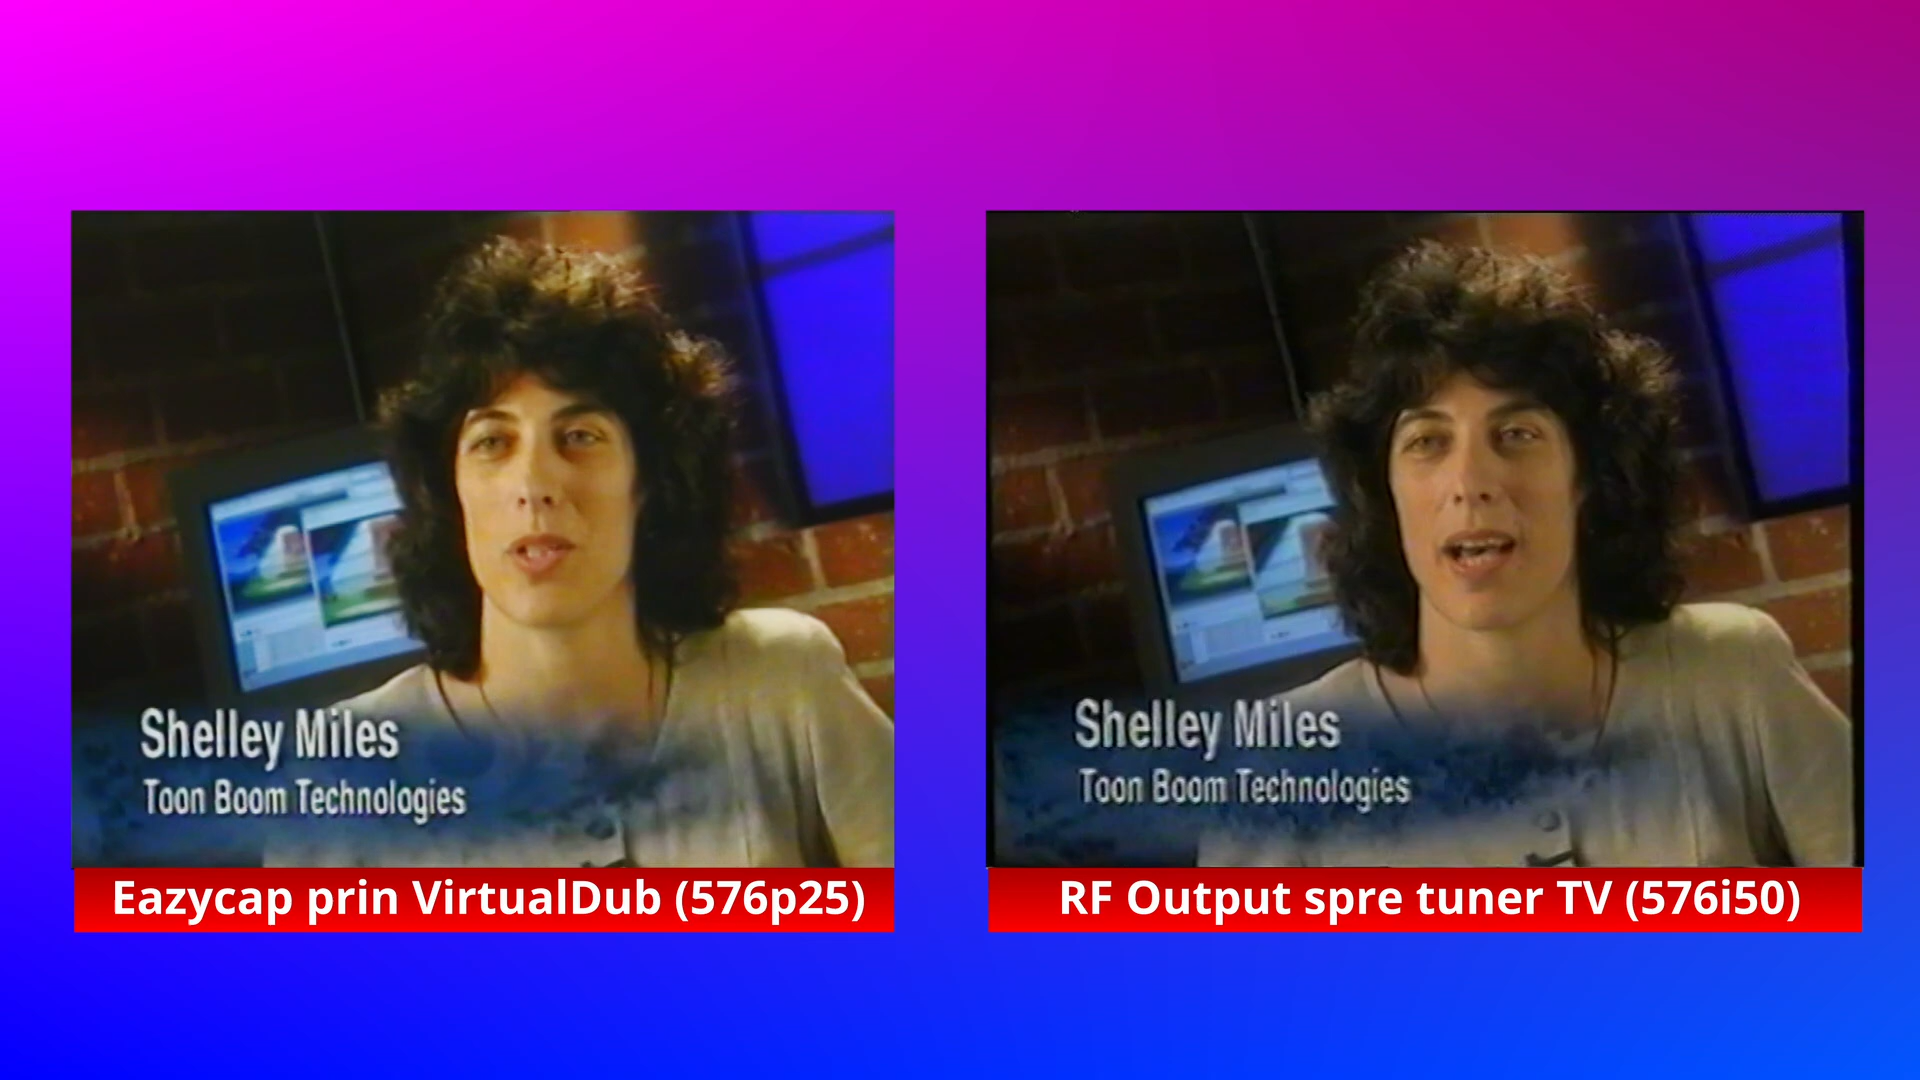 Shelley Miles
Toon Boom Technologies
Eazycap prin VirtualDub (576p25)
Shelley Miles
Toon Boom Technologies
RF Output spre tuner TV (576i50)